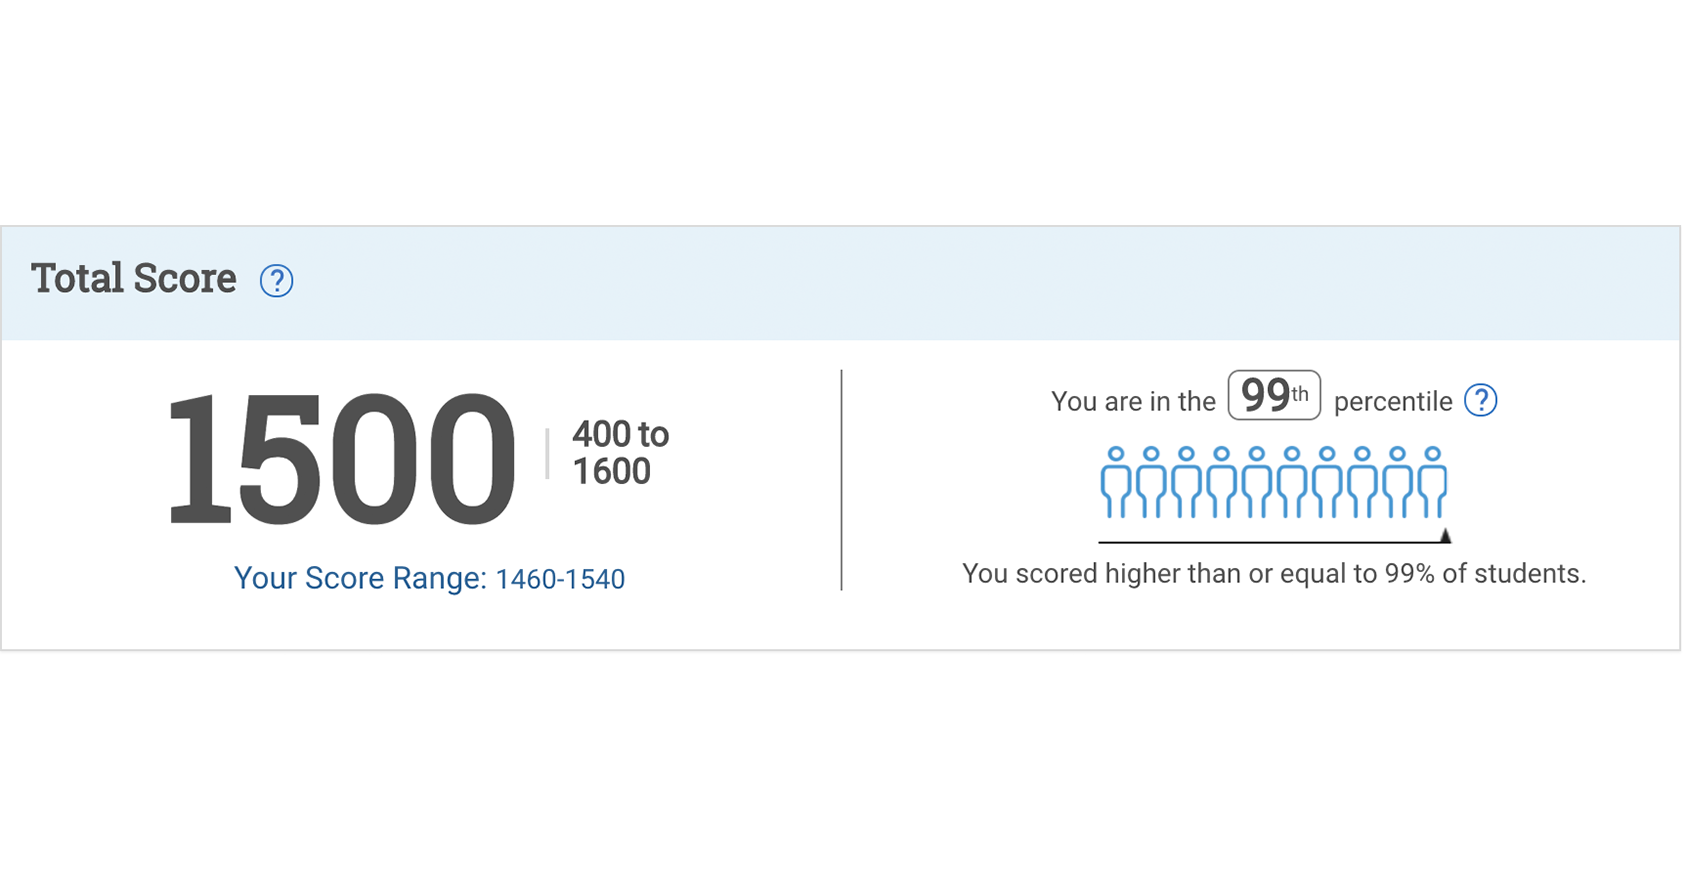 Total Score ?
1500
400 to
1600
Your Score Range: 1460-1540
You are in the 99th percentile ?
You scored higher than or equal to 99% of students.